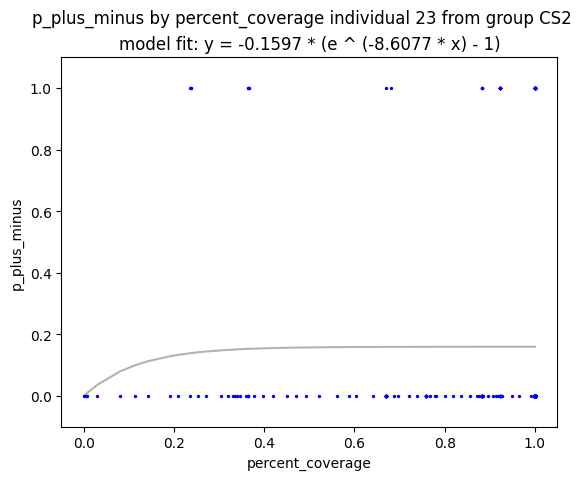 p_plus_minus by percent_coverage individual 23 from group CS2
model fit: y = -0.1597 * (e ^ (-8.6077 * x) - 1)
1.0
0.8
0.6
0.4
0.2
0.0
p_plus_minus
0.0 0.2 0.4 0.6 0.8 1.0
percent_coverage